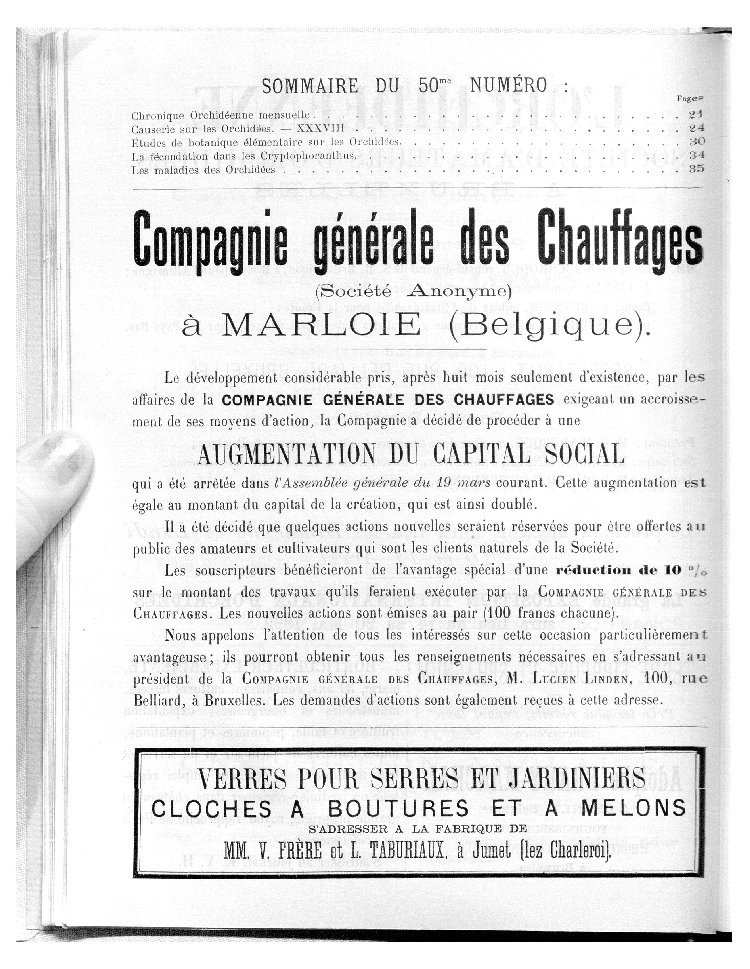 SOMMAIRE DU 50me NUMÉRO :
Pages
Chronique Orchidéenne mensuelle . . . . . . . . . . . . . . . . . . . . . . 21
Causerie sur les Orchidées. — XXXVIII . . . . . . . . . . . . . . . . . . . . 24
Études de botanique élémentaire sur les Orchidées. . . . . . . . . . . . . . . . . 30
La fécondation dans les Cryptophoranthus. . . . . . . . . . . . . . . . . . . . 34
Les maladies des Orchidées . . . . . . . . . . . . . . . . . . . . . . . . 35
Compagnie générale des Chauffages
(Société Anonyme)
à MARLOIE (Belgique).
Le développement considérable pris, après huit mois seulement d'existence, par les
affaires de la COMPAGNIE GÉNÉRALE DES CHAUFFAGES exigeant un accroisse-
ment de ses moyens d'action, la Compagnie a décidé de procéder à une
AUGMENTATION DU CAPITAL SOCIAL
qui a été arrêtée dans l'Assemblée générale du 19 mars courant. Cette augmentation est
égale au montant du capital de la création, qui est ainsi doublé.
Il a été décidé que quelques actions nouvelles seraient réservées pour être offertes au
public des amateurs et cultivateurs qui sont les clients naturels de la Société.
Les souscripteurs bénéficieront de l'avantage spécial d'une réduction de 10 %
sur le montant des travaux qu'ils feraient exécuter par la COMPAGNIE GÉNÉRALE DES
CHAUFFAGES. Les nouvelles actions sont émises au pair (100 francs chacune).
Nous appelons l'attention de tous les intéressés sur cette occasion particulièrement
avantageuse ; ils pourront obtenir tous les renseignements nécessaires en s'adressant au
président de la COMPAGNIE GÉNÉRALE DES CHAUFFAGES, M. LUCIEN LINDEN, 100, rue
Belliard, à Bruxelles. Les demandes d'actions sont également reçues à cette adresse.
VERRES POUR SERRES ET JARDINIERS
CLOCHES A BOUTURES ET A MELONS
S'ADRESSER A LA FABRIQUE DE
MM. V. FRÈRE et L. TABURIAUX, à Jumet (lez Charleroi).